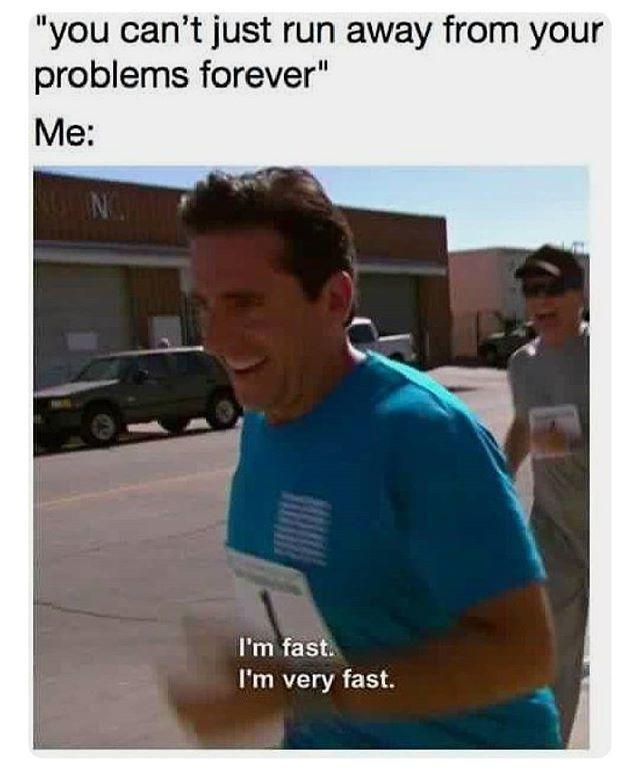 "you can't just run away from your
problems forever"
Me:
I'm fast.
I'm very fast.